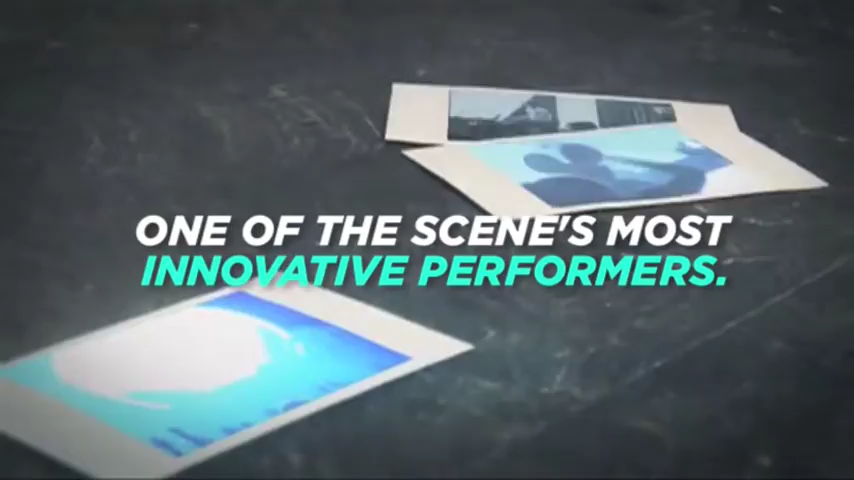 ONE OF THE SCENE'S MOST
INNOVATIVE PERFORMERS.